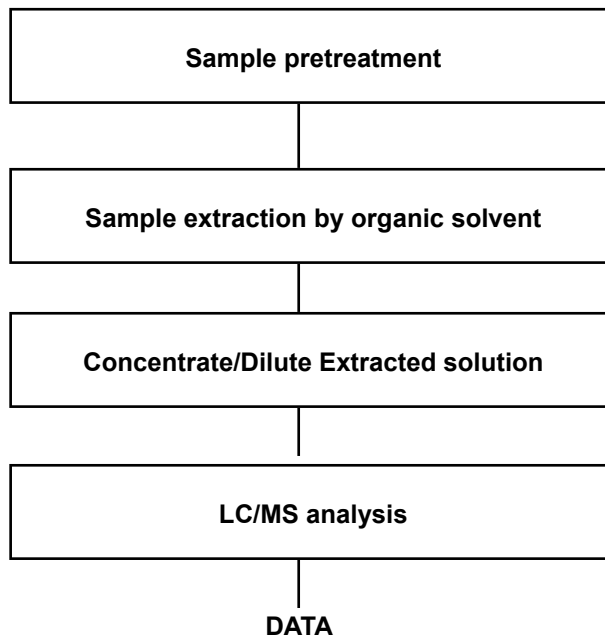 Sample pretreatment
Sample extraction by organic solvent
Concentrate/Dilute Extracted solution
LC/MS analysis
DATA